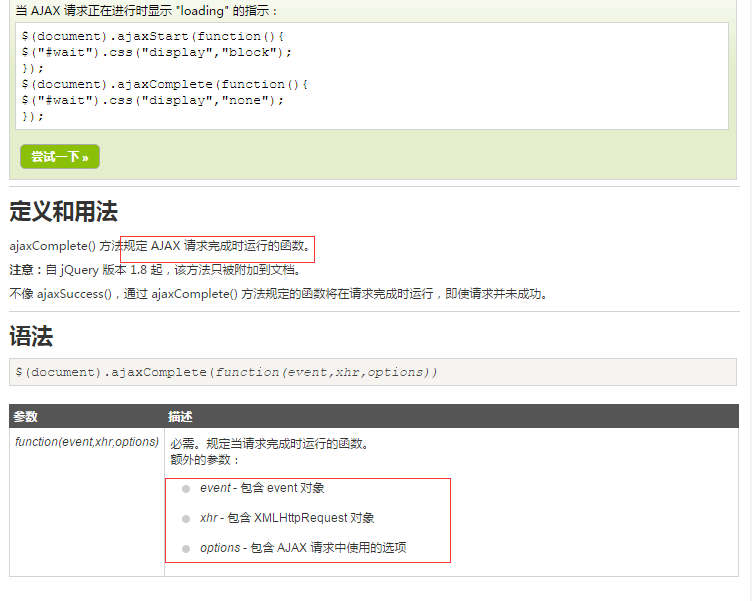 当 AJAX 请求正在进行时显示 "loading" 的指示：
$(document).ajaxStart(function(){
$("#wait").css("display","block");
});
$(document).ajaxComplete(function(){
$("#wait").css("display","none");
});
尝试一下 »
定义和用法
ajaxComplete() 方法规定 AJAX 请求完成时运行的函数。
注意：自 jQuery 版本 1.8 起，该方法只被附加到文档。
不像 ajaxSuccess()，通过 ajaxComplete() 方法规定的函数将在请求完成时运行，即使请求并未成功。
语法
$(document).ajaxComplete(function(event,xhr,options))
参数 描述
function(event,xhr,options) 必需。规定当请求完成时运行的函数。
额外的参数：
event - 包含 event 对象
xhr - 包含 XMLHttpRequest 对象
options - 包含 AJAX 请求中使用的选项